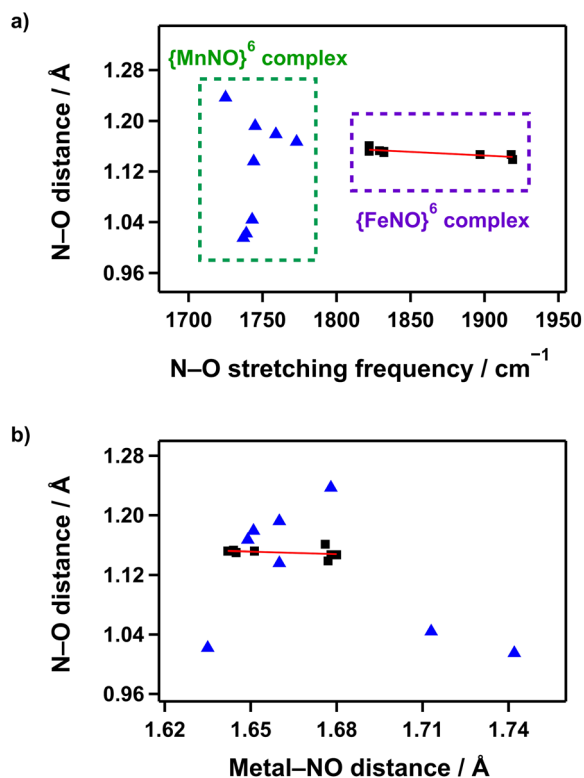 a)
{MnNO}⁶ complex
1.28
1.20
1.12
1.04
0.96
N–O distance / Å
{FeNO}⁶ complex
1700 1750 1800 1850 1900 1950
N–O stretching frequency / cm⁻¹
b)
1.28
1.20
1.12
1.04
0.96
N–O distance / Å
1.62 1.65 1.68 1.71 1.74
Metal–NO distance / Å